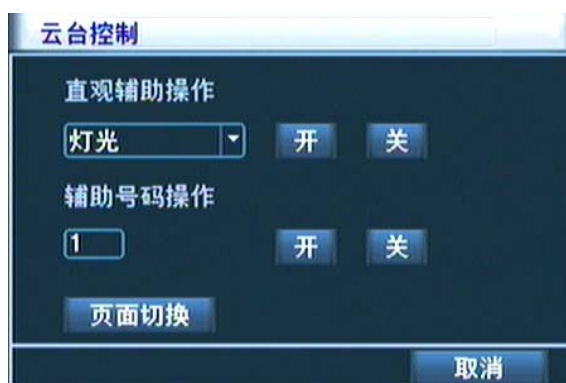 云台控制
直观辅助操作
灯光 开 关
辅助号码操作
1 开 关
页面切换
取消